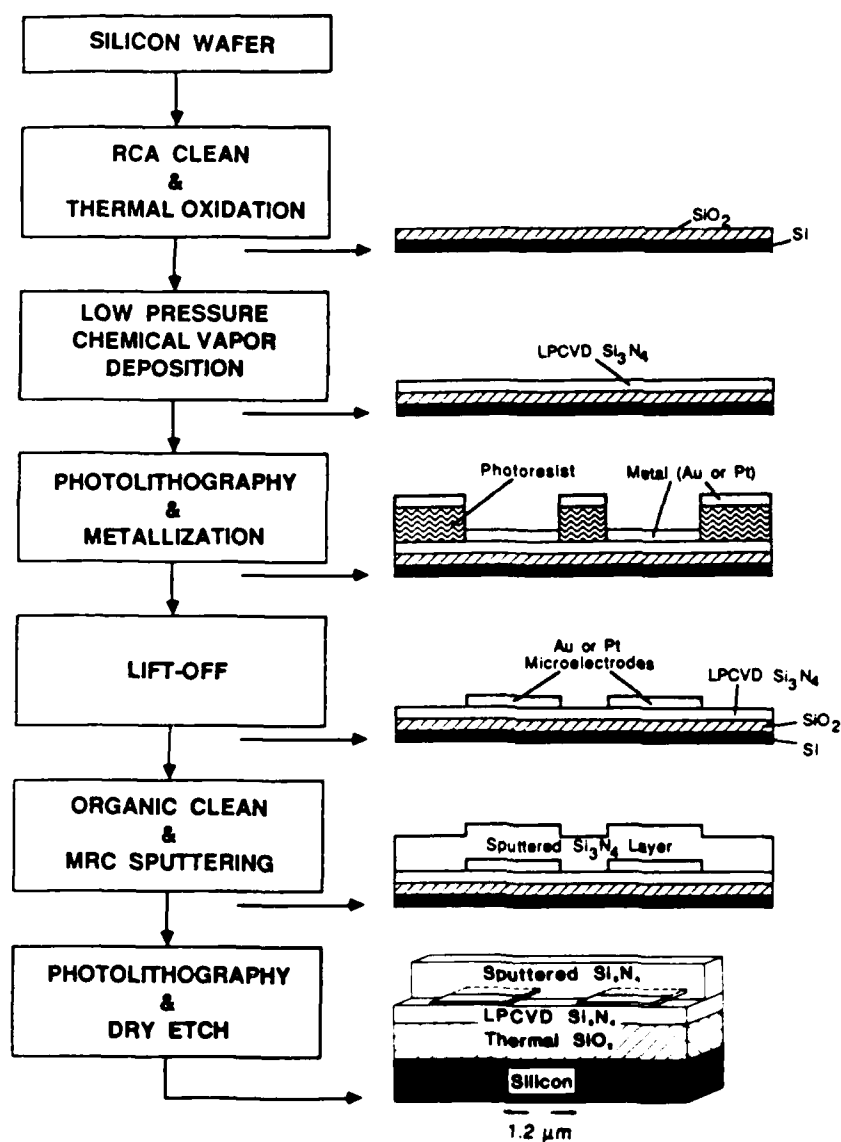 SILICON WAFER
RCA CLEAN
&
THERMAL OXIDATION
SiO2
Si
LOW PRESSURE
CHEMICAL VAPOR
DEPOSITION
LPCVD Si3N4
PHOTOLITHOGRAPHY
&
METALLIZATION
Photoresist
Metal (Au or Pt)
LIFT-OFF
Au or Pt
Microelectrodes
LPCVD Si3N4
SiO2
Si
ORGANIC CLEAN
&
MRC SPUTTERING
Sputtered Si3N4 Layer
PHOTOLITHOGRAPHY
&
DRY ETCH
Sputtered Si3N4
LPCVD Si3N4
Thermal SiO2
Silicon
1.2 μm